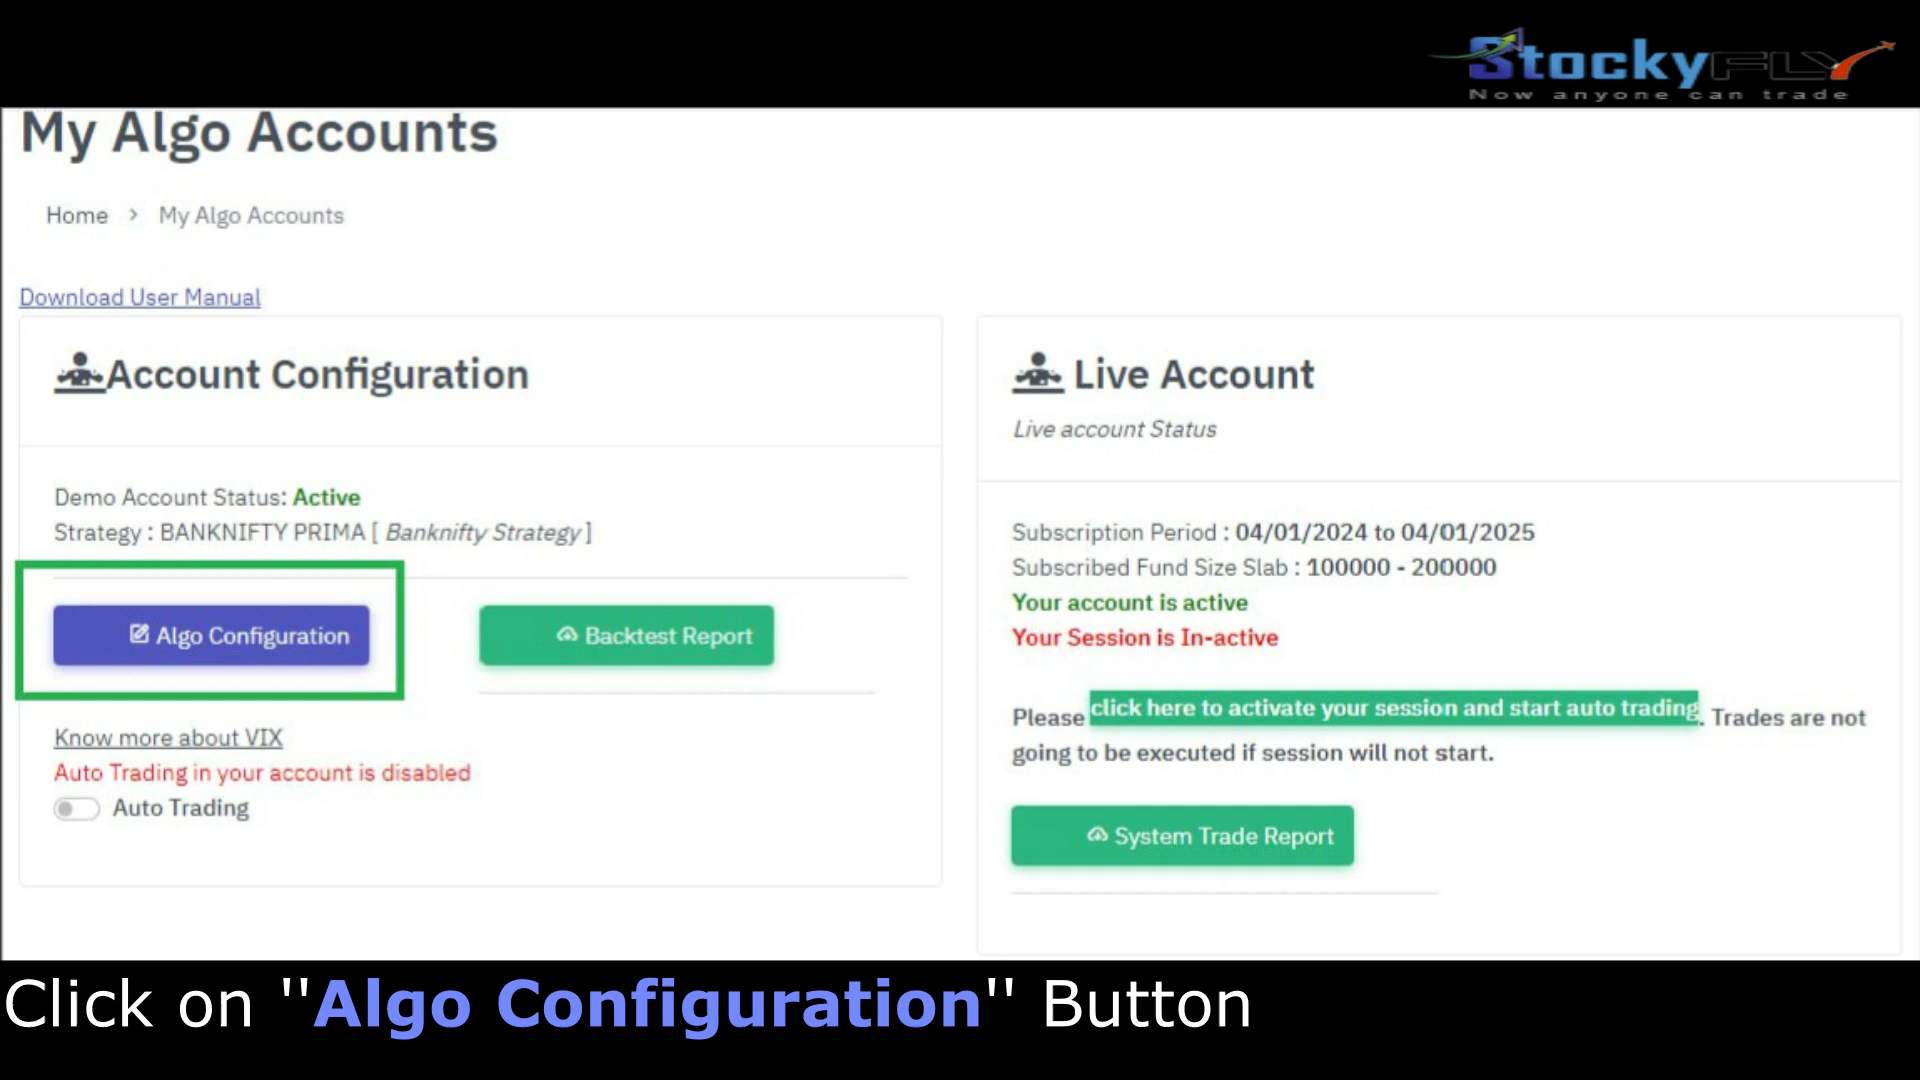 StockyFLY
Now anyone can trade
My Algo Accounts
Home > My Algo Accounts
Download User Manual
Account Configuration
Demo Account Status: Active
Strategy : BANKNIFTY PRIMA [ Banknifty Strategy ]
Algo Configuration
Backtest Report
Know more about VIX
Auto Trading in your account is disabled
Auto Trading
Live Account
Live account Status
Subscription Period : 04/01/2024 to 04/01/2025
Subscribed Fund Size Slab : 100000 - 200000
Your account is active
Your Session is In-active
Please click here to activate your session and start auto trading. Trades are not
going to be executed if session will not start.
System Trade Report
Click on "Algo Configuration" Button